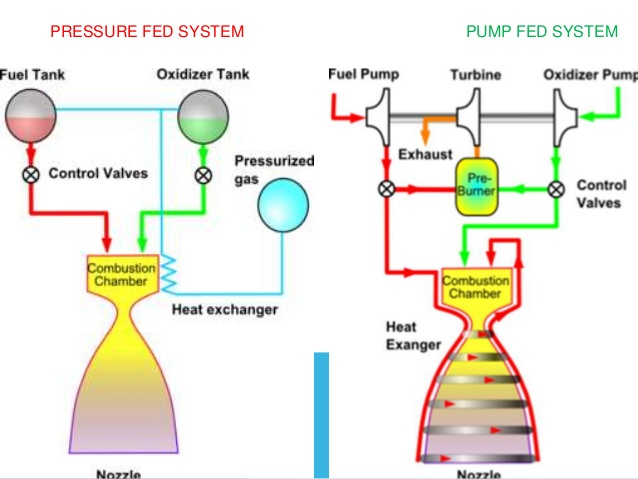 PRESSURE FED SYSTEM
Fuel Tank
Oxidizer Tank
Control Valves
Pressurized
gas
Combustion
Chamber
Heat exchanger
Nozzle
PUMP FED SYSTEM
Fuel Pump
Turbine
Oxidizer Pump
Exhaust
Pre-
Burner
Control
Valves
Combustion
Chamber
Heat
Exanger
Nozzle